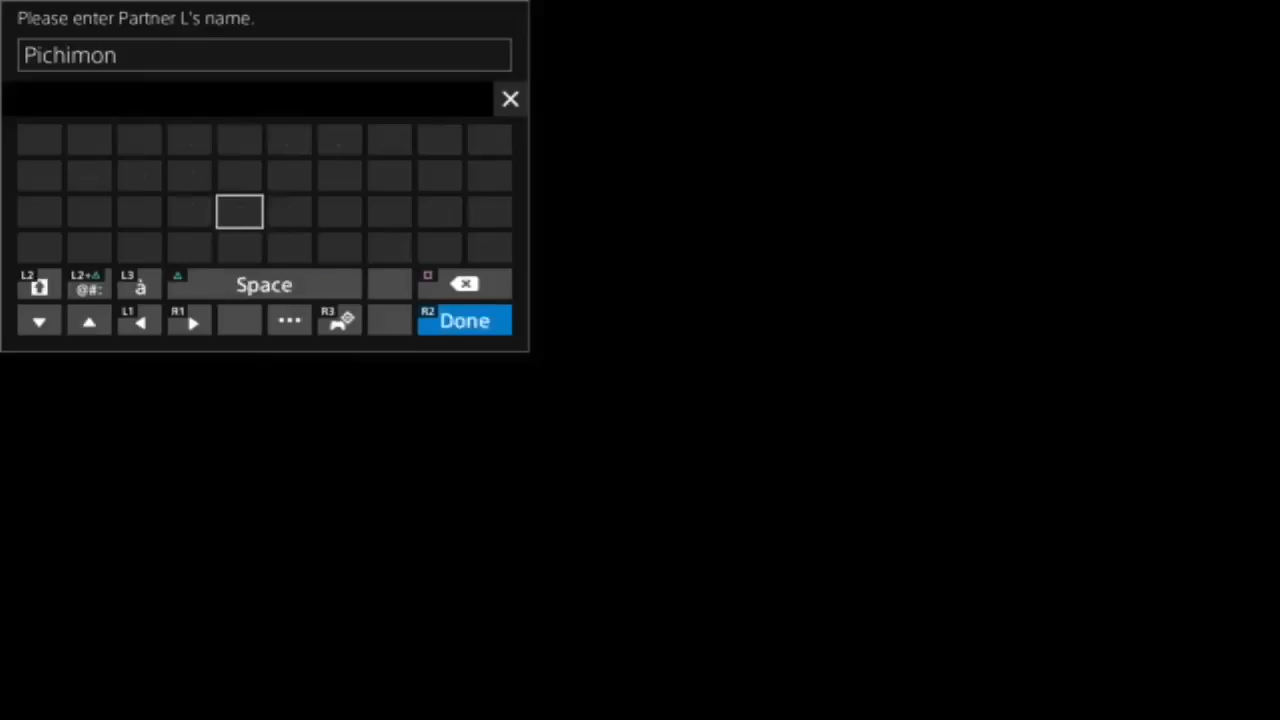 Please enter Partner L's name.
Pichimon
L2 L2+△ @#: L3 à △ Space
L1 R1 ... R3 R2 Done